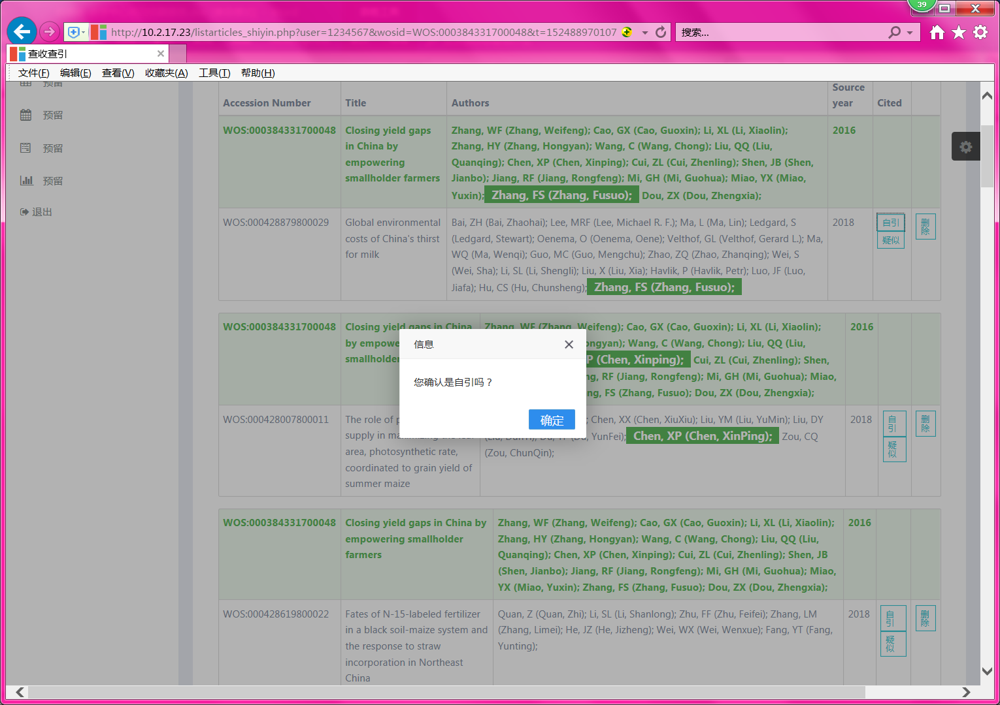 39
http://10.2.17.23/listarticles_shiyin.php?user=1234567&wosid=WOS:000384331700048&t=152488970107
搜索...
查收查引
文件(F) 编辑(E) 查看(V) 收藏夹(A) 工具(T) 帮助(H)
预留
预留
预留
预留
退出
Accession Number Title Authors Source year Cited
WOS:000384331700048
Closing yield gaps
in China by
empowering
smallholder farmers
Zhang, WF (Zhang, Weifeng); Cao, GX (Cao, Guoxin); Li, XL (Li, Xiaolin);
Zhang, HY (Zhang, Hongyan); Wang, C (Wang, Chong); Liu, QQ (Liu,
Quanqing); Chen, XP (Chen, Xinping); Cui, ZL (Cui, Zhenling); Shen, JB (Shen,
Jianbo); Jiang, RF (Jiang, Rongfeng); Mi, GH (Mi, Guohua); Miao, YX (Miao,
Yuxin); Zhang, FS (Zhang, Fusuo); Dou, ZX (Dou, Zhengxia);
2016
WOS:000428879800029
Global environmental
costs of China's thirst
for milk
Bai, ZH (Bai, Zhaohai); Lee, MRF (Lee, Michael R. F.); Ma, L (Ma, Lin); Ledgard, S
(Ledgard, Stewart); Oenema, O (Oenema, Oene); Velthof, GL (Velthof, Gerard L.); Ma,
WQ (Ma, Wenqi); Guo, MC (Guo, Mengchu); Zhao, ZQ (Zhao, Zhanqing); Wei, S
(Wei, Sha); Li, SL (Li, Shengli); Liu, X (Liu, Xia); Havlik, P (Havlik, Petr); Luo, JF (Luo,
Jiafa); Hu, CS (Hu, Chunsheng); Zhang, FS (Zhang, Fusuo);
2018
自引
疑似
删除
WOS:000384331700048
Closing yield gaps in China
by empowe
smallholder
Zhang, WF (Zhang, Weifeng); Cao, GX (Cao, Guoxin); Li, XL (Li, Xiaolin);
ongyan); Wang, C (Wang, Chong); Liu, QQ (Liu,
P (Chen, Xinping); Cui, ZL (Cui, Zhenling); Shen,
ng, RF (Jiang, Rongfeng); Mi, GH (Mi, Guohua); Miao,
ng, FS (Zhang, Fusuo); Dou, ZX (Dou, Zhengxia);
2016
信息
您确认是自引吗？
确定
WOS:000428007800011
The role of p
supply in maximizing the
area, photosynthetic rate,
coordinated to grain yield of
summer maize
; Chen, XX (Chen, XiuXiu); Liu, YM (Liu, YuMin); Liu, DY
YunFei); Chen, XP (Chen, XinPing); Zou, CQ
(Zou, ChunQin);
2018
自引
疑似
删除
WOS:000384331700048
Closing yield gaps in China by
empowering smallholder
farmers
Zhang, WF (Zhang, Weifeng); Cao, GX (Cao, Guoxin); Li, XL (Li, Xiaolin);
Zhang, HY (Zhang, Hongyan); Wang, C (Wang, Chong); Liu, QQ (Liu,
Quanqing); Chen, XP (Chen, Xinping); Cui, ZL (Cui, Zhenling); Shen, JB
(Shen, Jianbo); Jiang, RF (Jiang, Rongfeng); Mi, GH (Mi, Guohua); Miao,
YX (Miao, Yuxin); Zhang, FS (Zhang, Fusuo); Dou, ZX (Dou, Zhengxia);
2016
WOS:000428619800022
Fates of N-15-labeled fertilizer
in a black soil-maize system and
the response to straw
incorporation in Northeast
China
Quan, Z (Quan, Zhi); Li, SL (Li, Shanlong); Zhu, FF (Zhu, Feifei); Zhang, LM
(Zhang, Limei); He, JZ (He, Jizheng); Wei, WX (Wei, Wenxue); Fang, YT (Fang,
Yunting);
2018
自引
疑似
删除